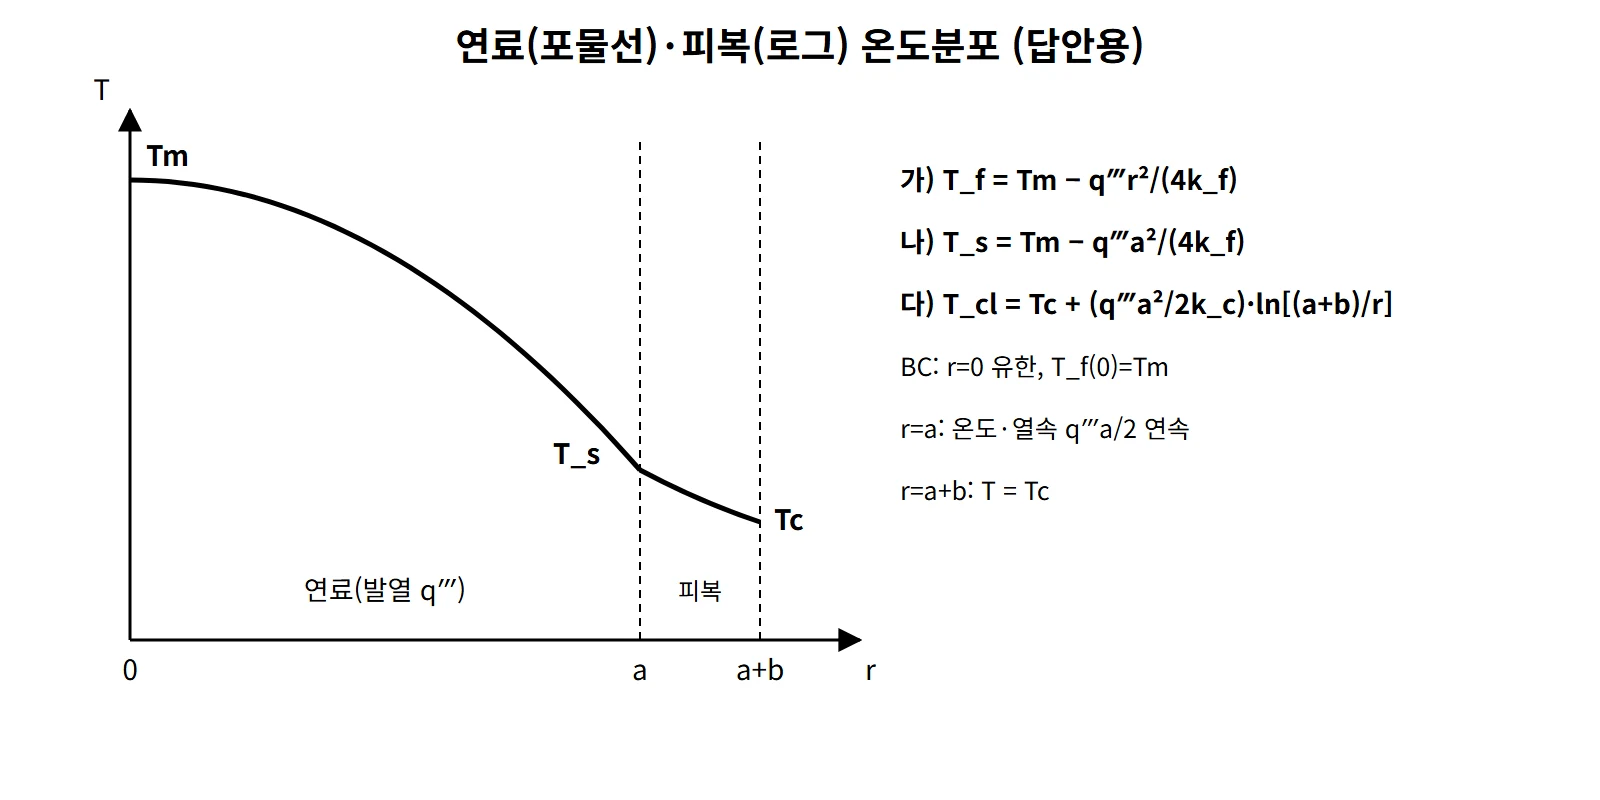 연료(포물선)·피복(로그) 온도분포 (답안용)
T
Tm
가) T_f = Tm − q‴r²/(4k_f)
나) T_s = Tm − q‴a²/(4k_f)
다) T_cl = Tc + (q‴a²/2k_c)·ln[(a+b)/r]
BC: r=0 유한, T_f(0)=Tm
r=a: 온도·열속 q‴a/2 연속
r=a+b: T = Tc
T_s
Tc
연료(발열 q‴)
피복
0
a
a+b
r